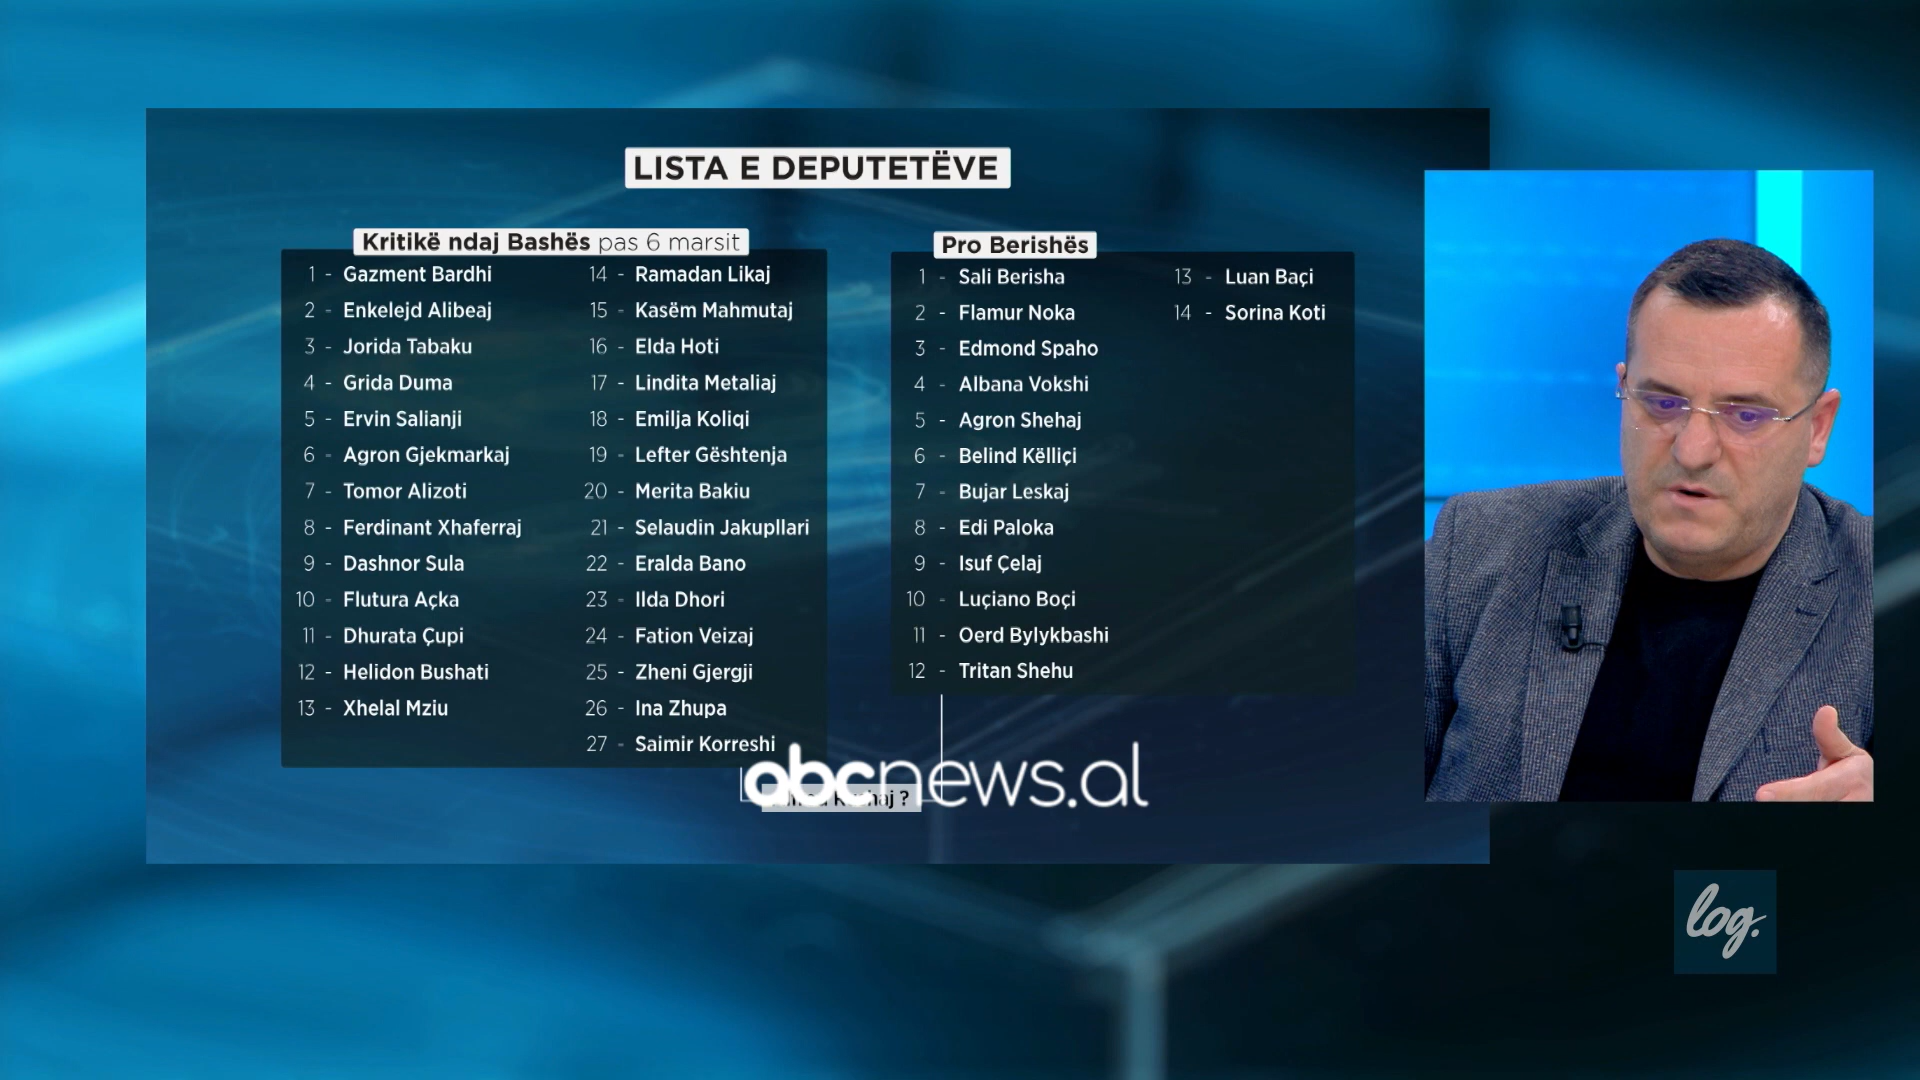 LISTA E DEPUTETËVE
Kritikë ndaj Bashës pas 6 marsit
1 - Gazment Bardhi
2 - Enkelejd Alibeaj
3 - Jorida Tabaku
4 - Grida Duma
5 - Ervin Salianji
6 - Agron Gjekmarkaj
7 - Tomor Alizoti
8 - Ferdinant Xhaferraj
9 - Dashnor Sula
10 - Flutura Açka
11 - Dhurata Çupi
12 - Helidon Bushati
13 - Xhelal Mziu
14 - Ramadan Likaj
15 - Kasëm Mahmutaj
16 - Elda Hoti
17 - Lindita Metaliaj
18 - Emilja Koliqi
19 - Lefter Gështenja
20 - Merita Bakiu
21 - Selaudin Jakupllari
22 - Eralda Bano
23 - Ilda Dhori
24 - Fation Veizaj
25 - Zheni Gjergji
26 - Ina Zhupa
27 - Saimir Korreshi
Pro Berishës
1 - Sali Berisha
2 - Flamur Noka
3 - Edmond Spaho
4 - Albana Vokshi
5 - Agron Shehaj
6 - Belind Këlliçi
7 - Bujar Leskaj
8 - Edi Paloka
9 - Isuf Çelaj
10 - Luçiano Boçi
11 - Oerd Bylykbashi
12 - Tritan Shehu
13 - Luan Baçi
14 - Sorina Koti
abcnews.al
?
log.